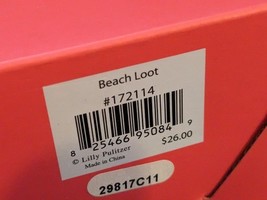 Beach Loot
#172114
8 25466 95084 9
© Lilly Pulitzer $26.00
Made in China
29817C11